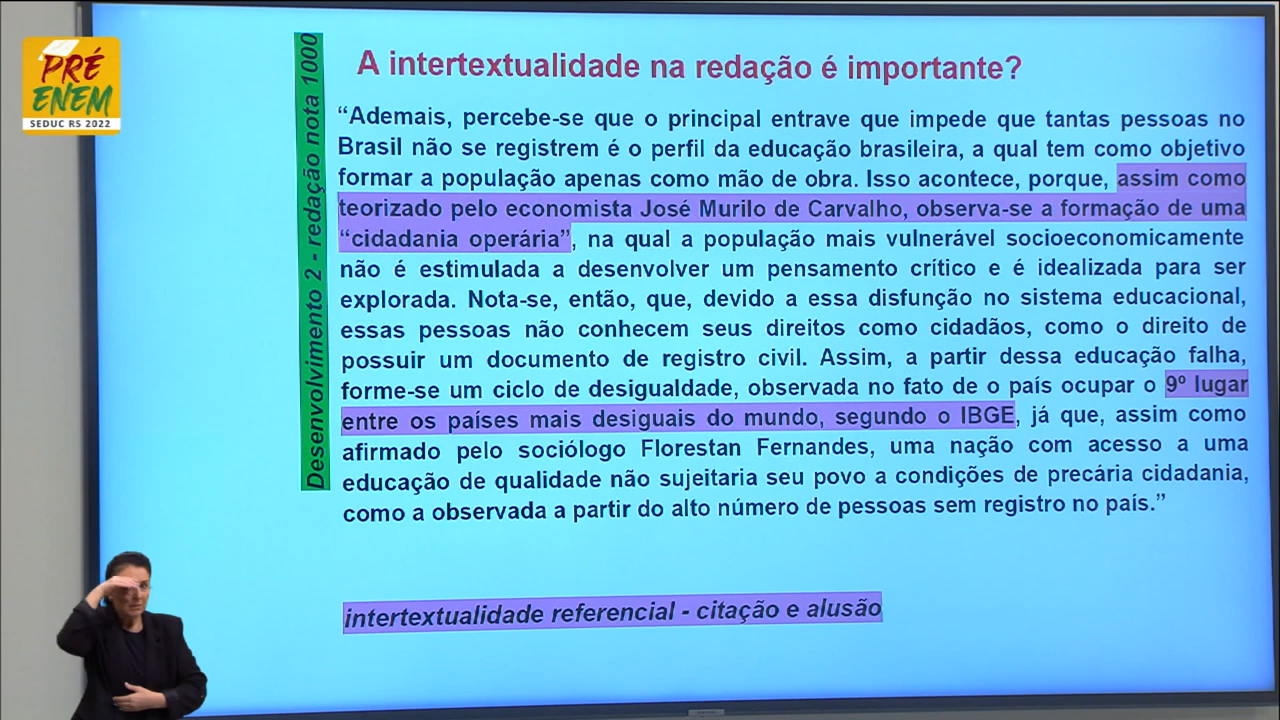 PRÉ
ENEM
SEDUC RS 2022
Desenvolvimento 2 - redação nota 1000
A intertextualidade na redação é importante?
“Ademais, percebe-se que o principal entrave que impede que tantas pessoas no
Brasil não se registrem é o perfil da educação brasileira, a qual tem como objetivo
formar a população apenas como mão de obra. Isso acontece, porque, assim como
teorizado pelo economista José Murilo de Carvalho, observa-se a formação de uma
“cidadania operária”, na qual a população mais vulnerável socioeconomicamente
não é estimulada a desenvolver um pensamento crítico e é idealizada para ser
explorada. Nota-se, então, que, devido a essa disfunção no sistema educacional,
essas pessoas não conhecem seus direitos como cidadãos, como o direito de
possuir um documento de registro civil. Assim, a partir dessa educação falha,
forme-se um ciclo de desigualdade, observada no fato de o país ocupar o 9º lugar
entre os países mais desiguais do mundo, segundo o IBGE, já que, assim como
afirmado pelo sociólogo Florestan Fernandes, uma nação com acesso a uma
educação de qualidade não sujeitaria seu povo a condições de precária cidadania,
como a observada a partir do alto número de pessoas sem registro no país.”
intertextualidade referencial - citação e alusão